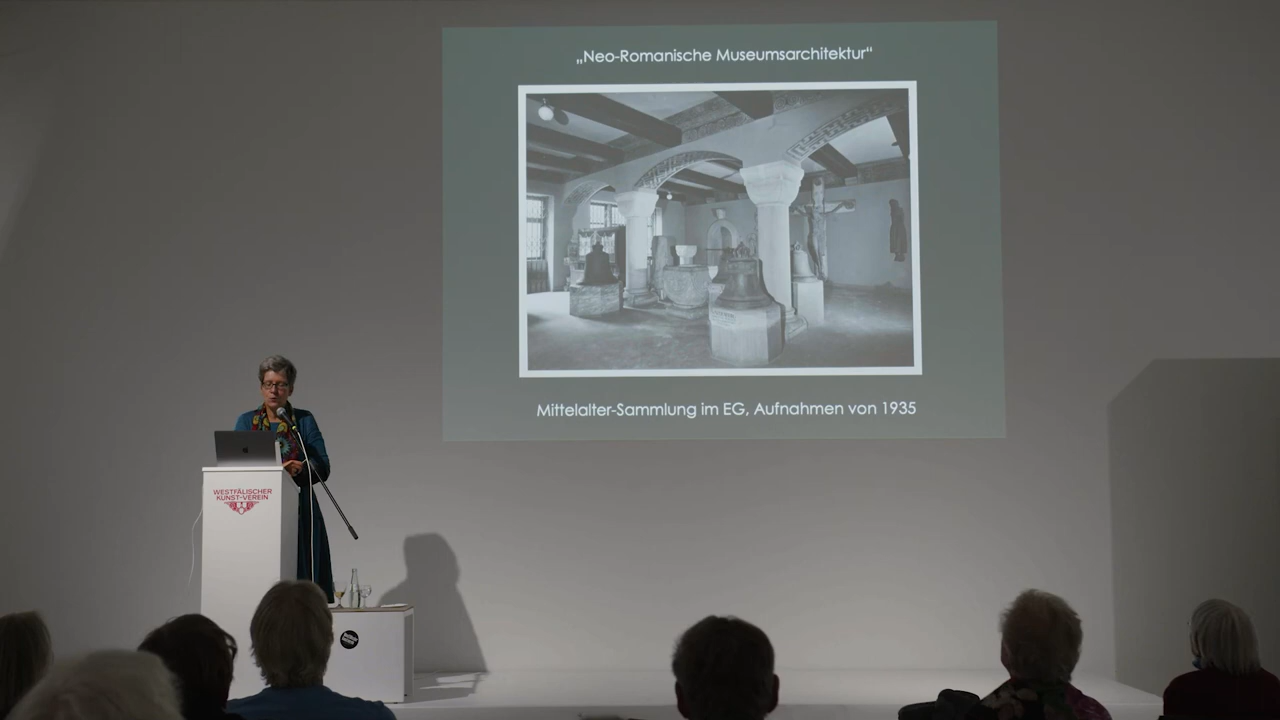 „Neo-Romanische Museumsarchitektur“
Mittelalter-Sammlung im EG, Aufnahmen von 1935
WESTFÄLISCHER
KUNST-VEREIN